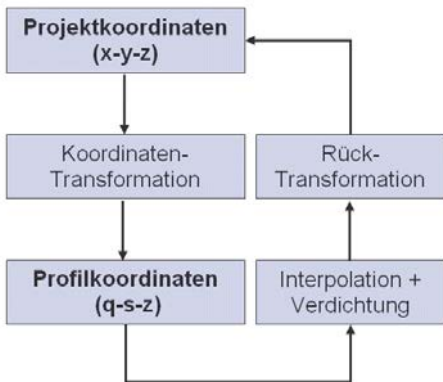 Projektkoordinaten
(x-y-z)
Koordinaten-
Transformation
Profilkoordinaten
(q-s-z)
Interpolation +
Verdichtung
Rück-
Transformation